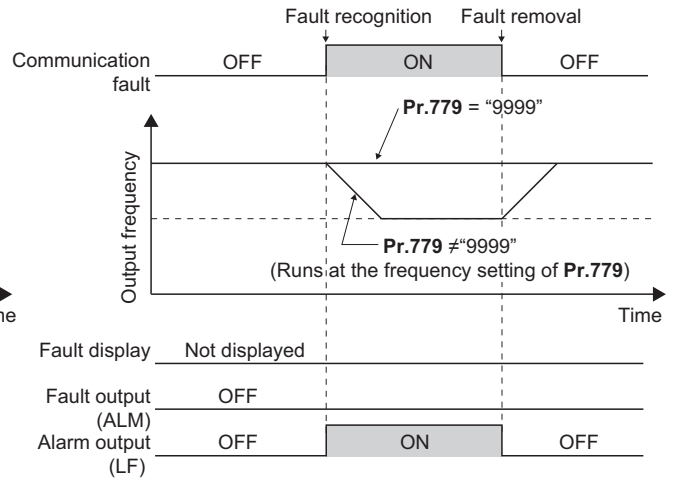 Fault recognition Fault removal
Communication fault OFF ON OFF
Pr.779 = "9999"
Output frequency
Pr.779 ≠"9999"
(Runs at the frequency setting of Pr.779)
me Time
Fault display Not displayed
Fault output (ALM) OFF
Alarm output (LF) OFF ON OFF